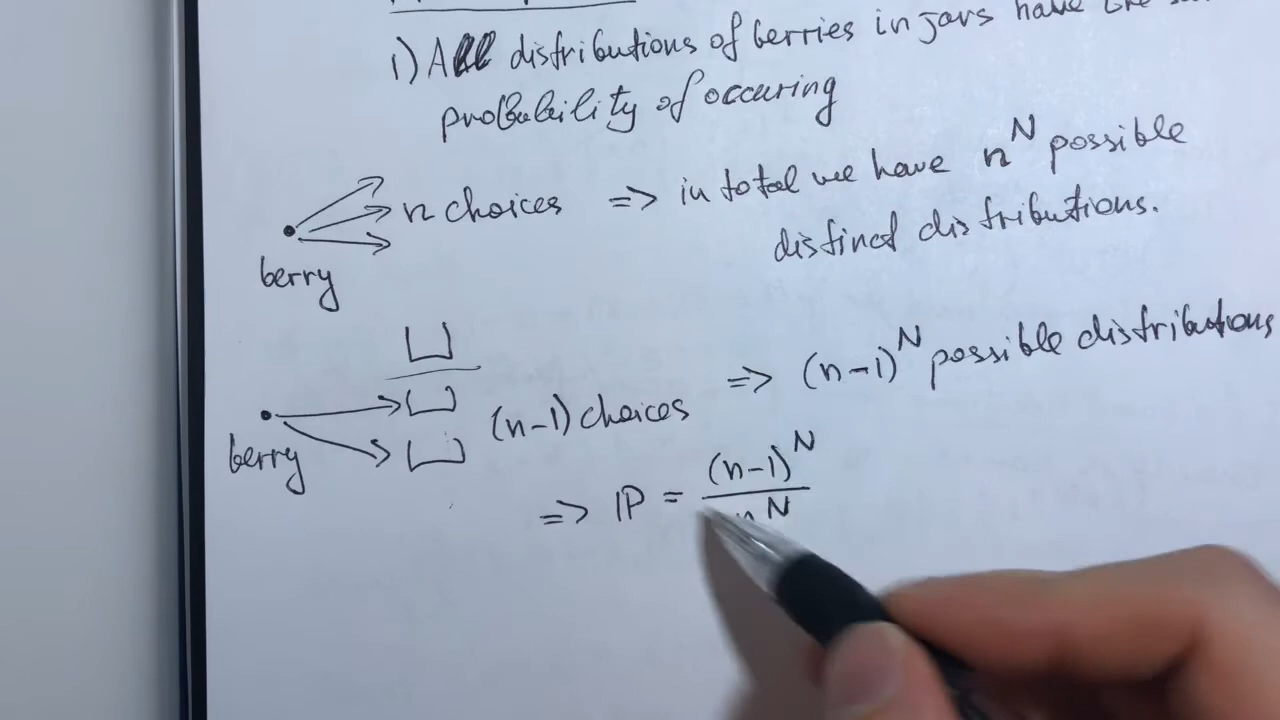 1) All distributions of berries in jars have
probability of occuring
n choices => in total we have n^N possible
distinct distributions.
berry
=> (n-1)^N possible distributions
(n-1) choices
berry
=> IP = (n-1)^N / n^N